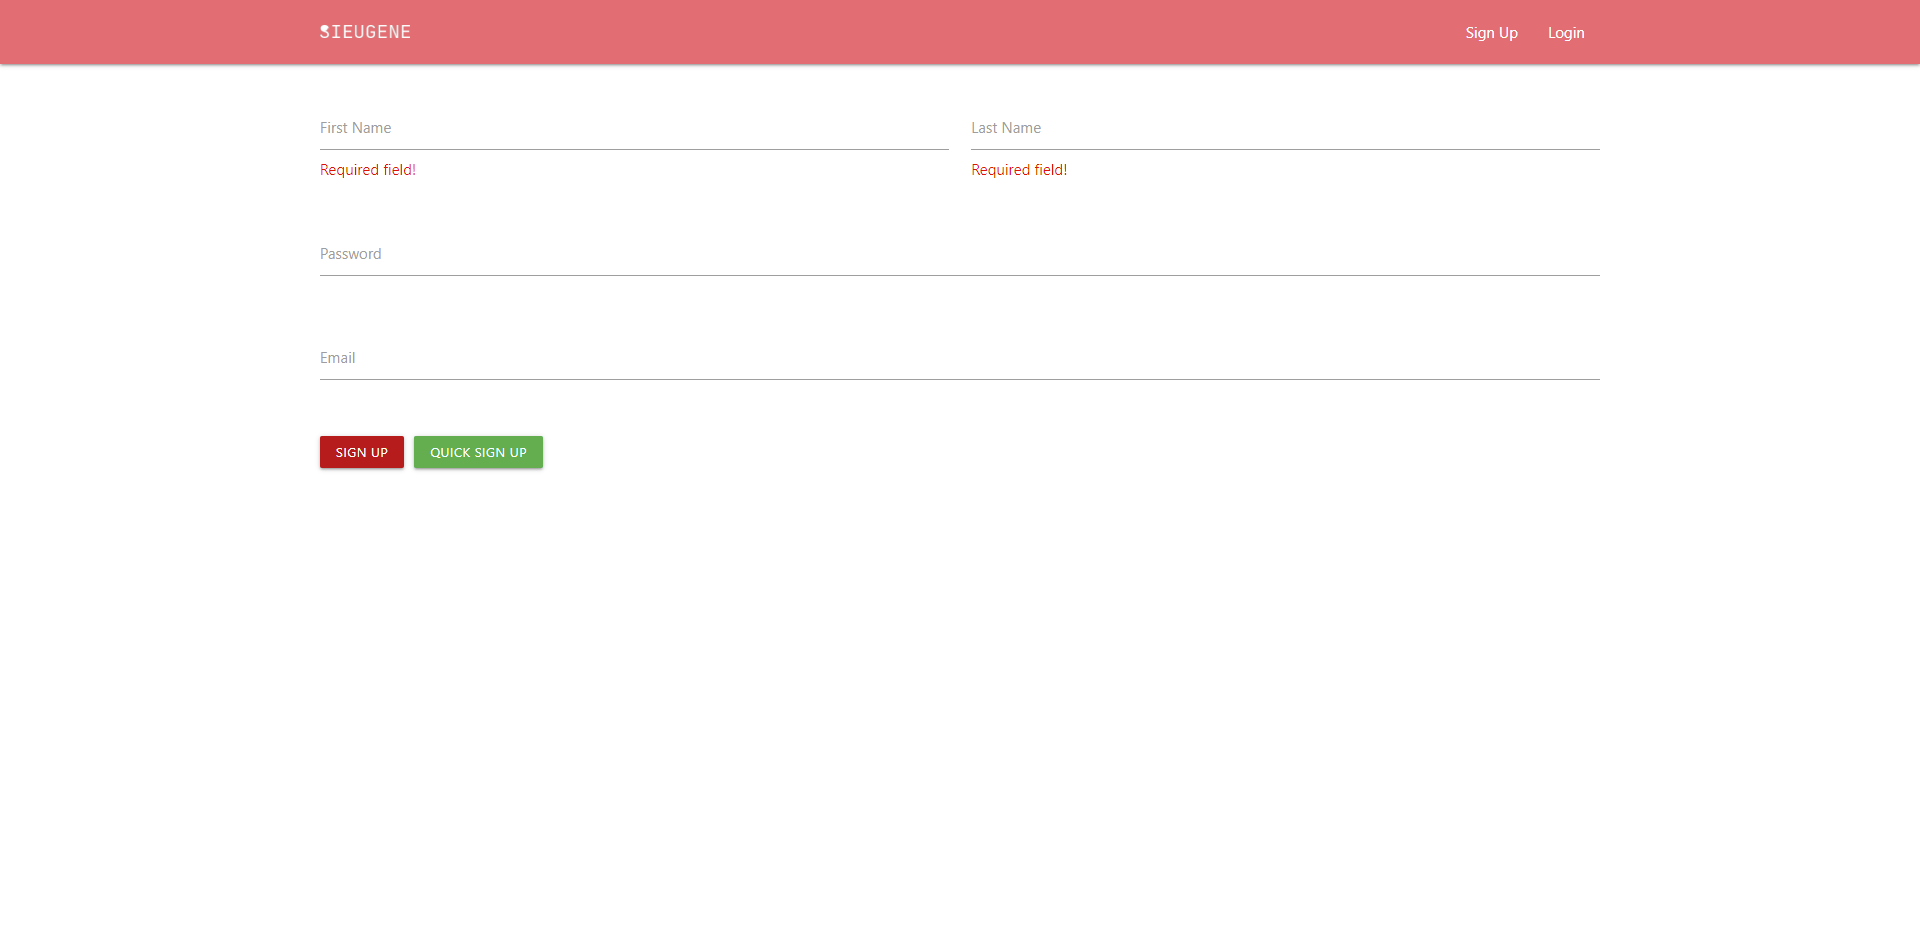 SIEUGENE
Sign Up Login
First Name Last Name
Required field! Required field!
Password
Email
SIGN UP QUICK SIGN UP